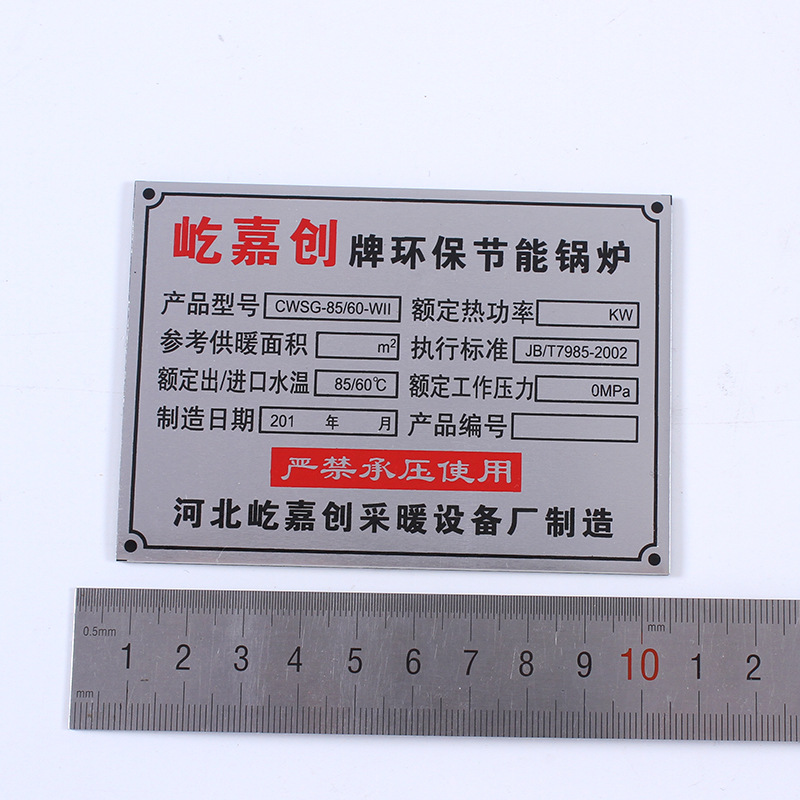 屹嘉创牌环保节能锅炉
产品型号 CWSG-85/60-WII 额定热功率 KW
参考供暖面积 m² 执行标准 JB/T7985-2002
额定出/进口水温 85/60℃ 额定工作压力 0MPa
制造日期 201 年 月 产品编号
严禁承压使用
河北屹嘉创采暖设备厂制造
0.5mm mm
1 2 3 4 5 6 7 8 9 10 1 2
mm